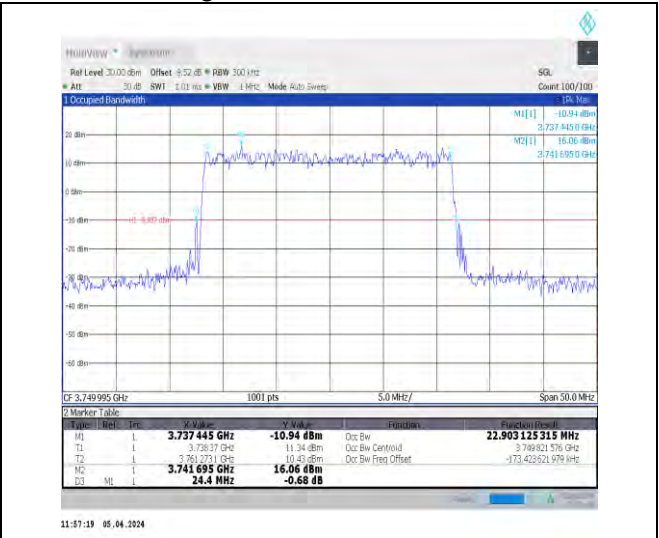 MultiView
Ref Level 30.00 dBm Offset 9.52 dB RBW 300 kHz SGL
Att 30 dB SWT 1.01 ms VBW 1 MHz Mode Auto Sweep Count 100/100
1 Occupied Bandwidth
M1[1] -10.94 dBm
3.737 445 0 GHz
M2[1] 16.06 dBm
3.741 695 0 GHz
20 dBm
10 dBm
0 dBm
-20 dBm
-40 dBm
-50 dBm
-60 dBm
CF 3.749 995 GHz 1001 pts 5.0 MHz/ Span 50.0 MHz
2 Marker Table
Type Ref Trc X-Value Y-Value Function Function Result
M1 1 3.737 445 GHz -10.94 dBm Occ Bw 22.903 125 315 MHz
T1 1 3.738 37 GHz 11.34 dBm Occ Bw Centroid 3.749 821 576 GHz
T2 1 3.761 273 1 GHz 10.43 dBm Occ Bw Freq Offset -173.423 621 979 kHz
M2 1 3.741 695 GHz 16.06 dBm
D3 M1 1 24.4 MHz -0.68 dB
11:57:19 05.04.2024